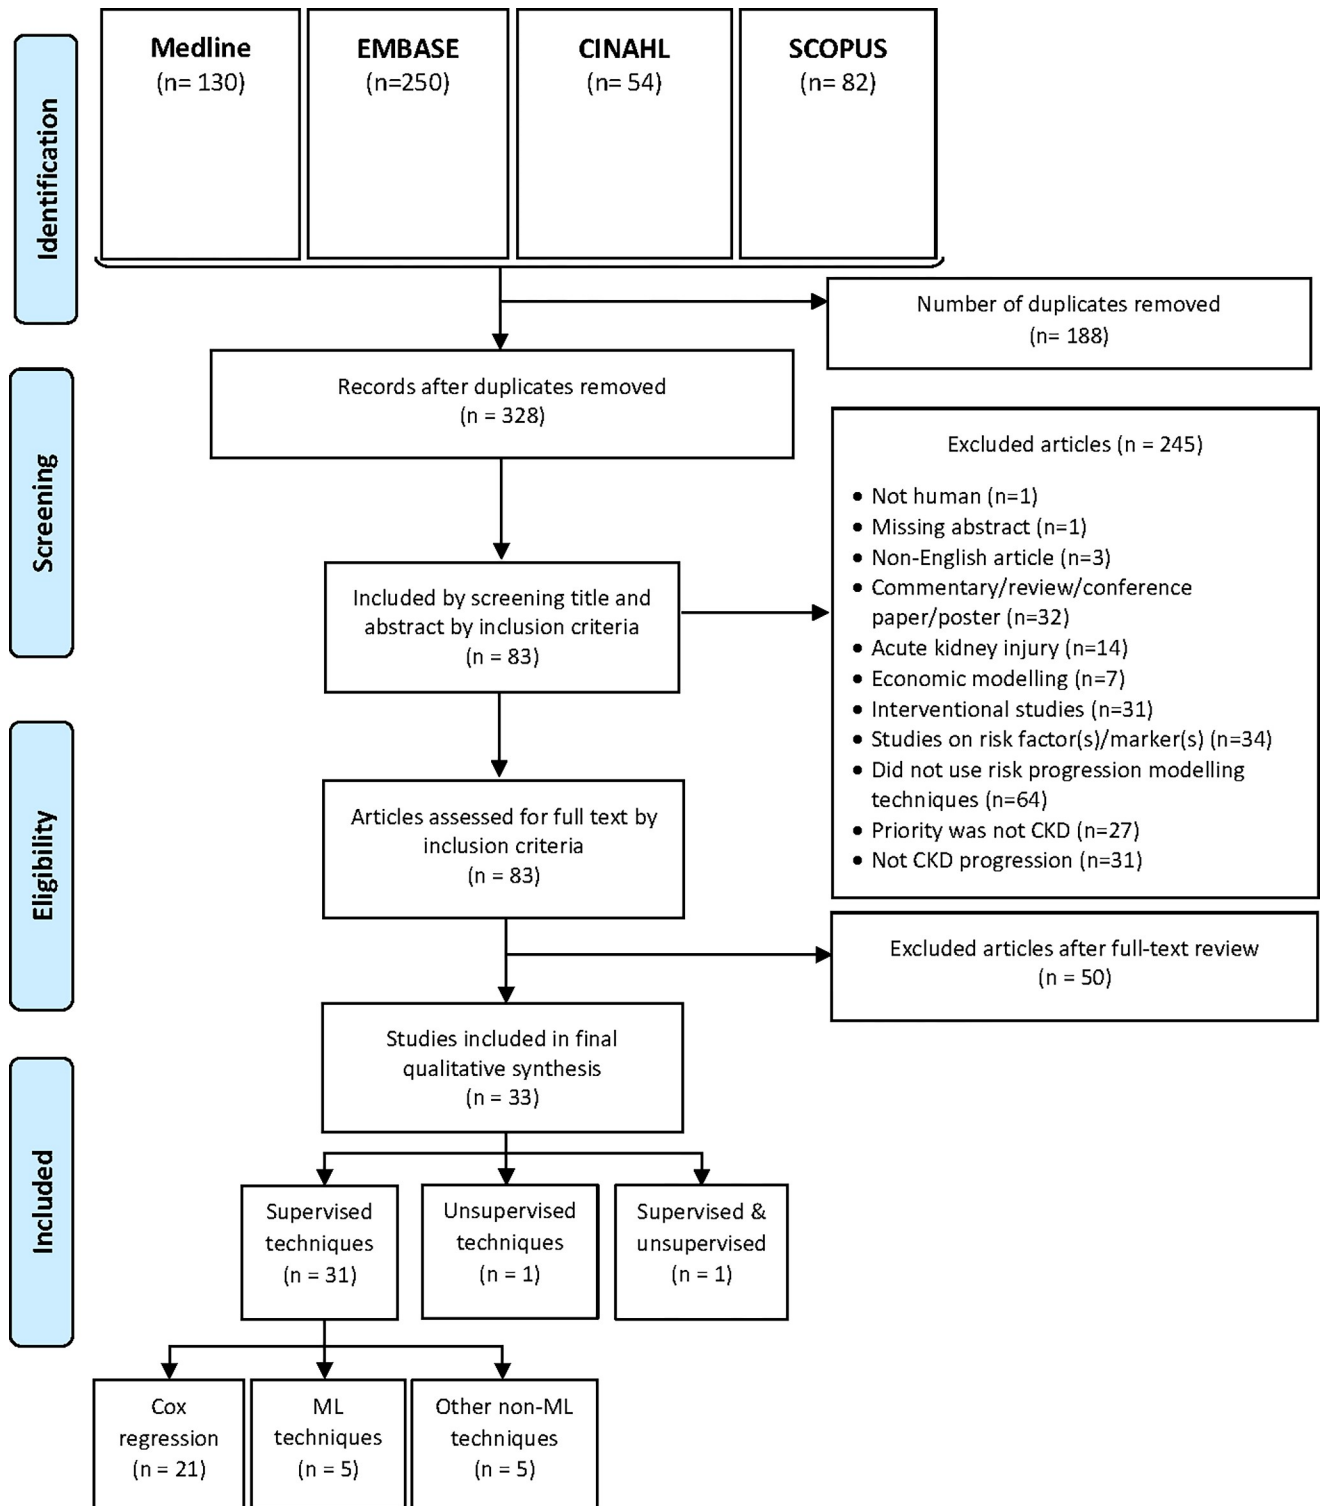 Identification
Medline
(n= 130)
EMBASE
(n=250)
CINAHL
(n= 54)
SCOPUS
(n= 82)
Number of duplicates removed
(n= 188)
Screening
Records after duplicates removed
(n = 328)
Included by screening title and
abstract by inclusion criteria
(n = 83)
Excluded articles (n = 245)
• Not human (n=1)
• Missing abstract (n=1)
• Non-English article (n=3)
• Commentary/review/conference
paper/poster (n=32)
• Acute kidney injury (n=14)
• Economic modelling (n=7)
• Interventional studies (n=31)
• Studies on risk factor(s)/marker(s) (n=34)
• Did not use risk progression modelling
techniques (n=64)
• Priority was not CKD (n=27)
• Not CKD progression (n=31)
Eligibility
Articles assessed for full text by
inclusion criteria
(n = 83)
Excluded articles after full-text review
(n = 50)
Included
Studies included in final
qualitative synthesis
(n = 33)
Supervised
techniques
(n = 31)
Unsupervised
techniques
(n = 1)
Supervised &
unsupervised
(n = 1)
Cox
regression
(n = 21)
ML
techniques
(n = 5)
Other non-ML
techniques
(n = 5)